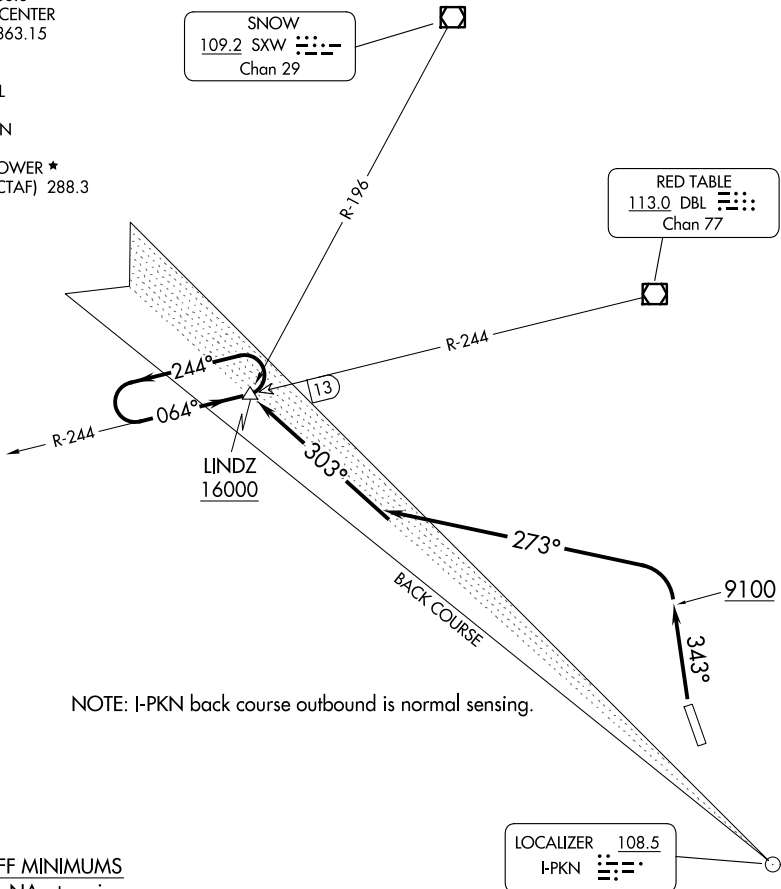 CENTER
363.15
SNOW
109.2 SXW
Chan 29
OWER ★
CTAF) 288.3
RED TABLE
113.0 DBL
Chan 77
R-196
R-244
13
244°
064°
R-244
LINDZ
16000
303°
273°
9100
343°
BACK COURSE
NOTE: I-PKN back course outbound is normal sensing.
LOCALIZER 108.5
I-PKN
FF MINIMUMS